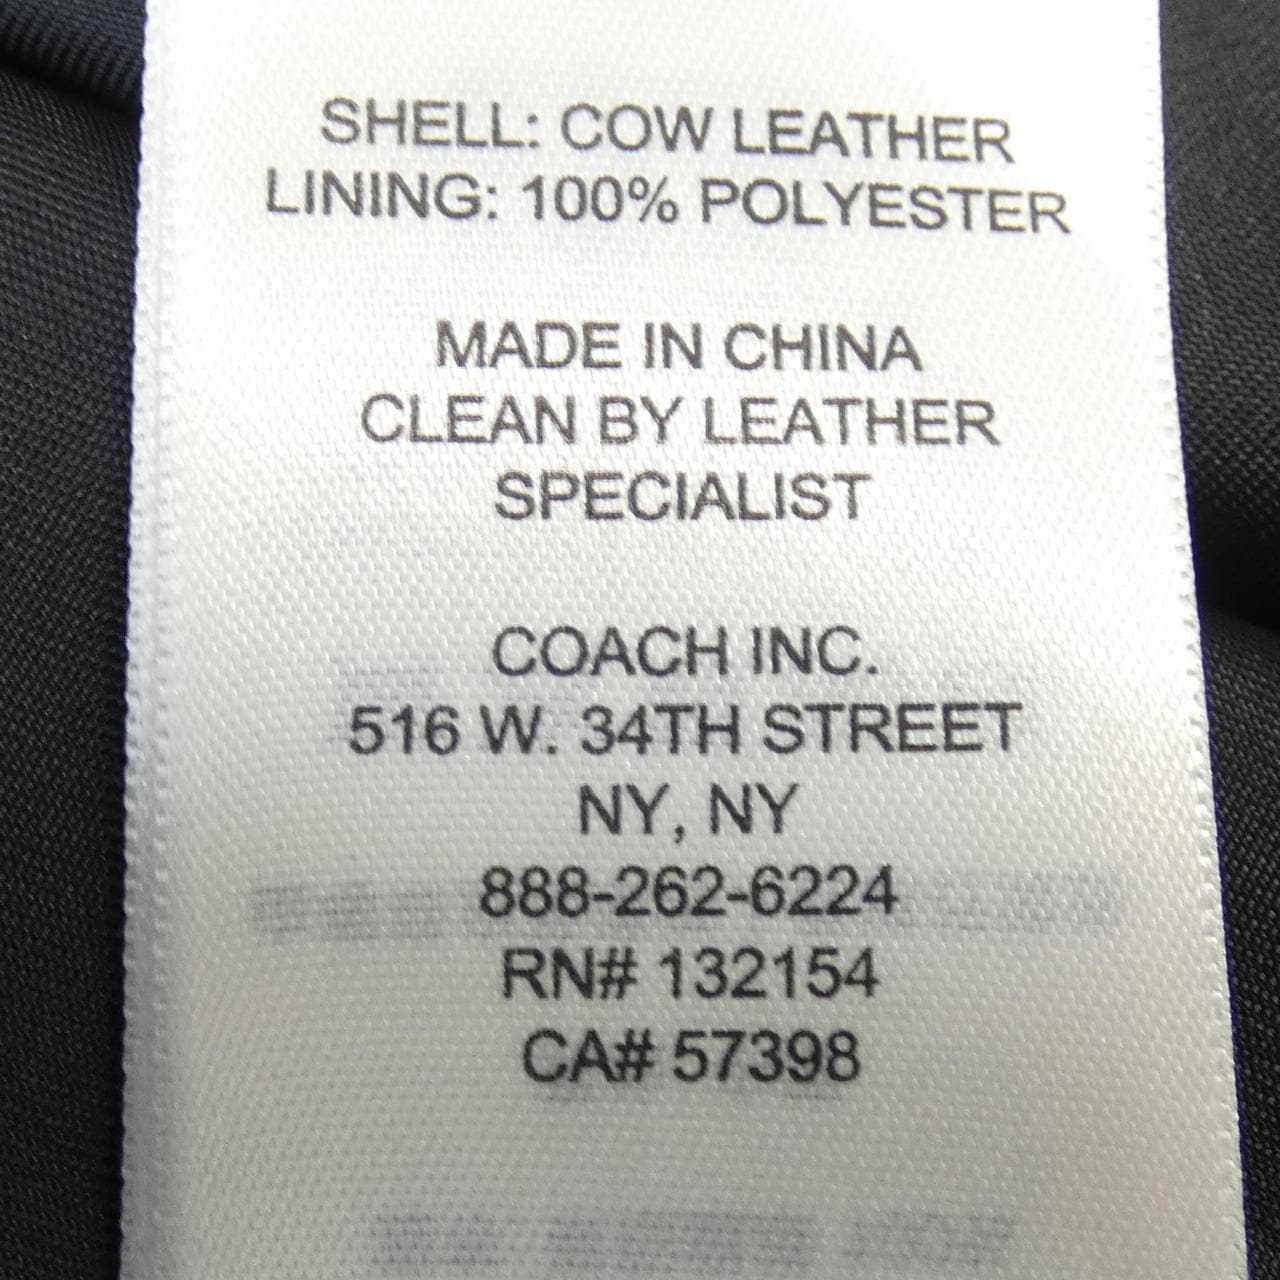 SHELL: COW LEATHER
LINING: 100% POLYESTER
MADE IN CHINA
CLEAN BY LEATHER
SPECIALIST
COACH INC.
516 W. 34TH STREET
NY, NY
888-262-6224
RN# 132154
CA# 57398